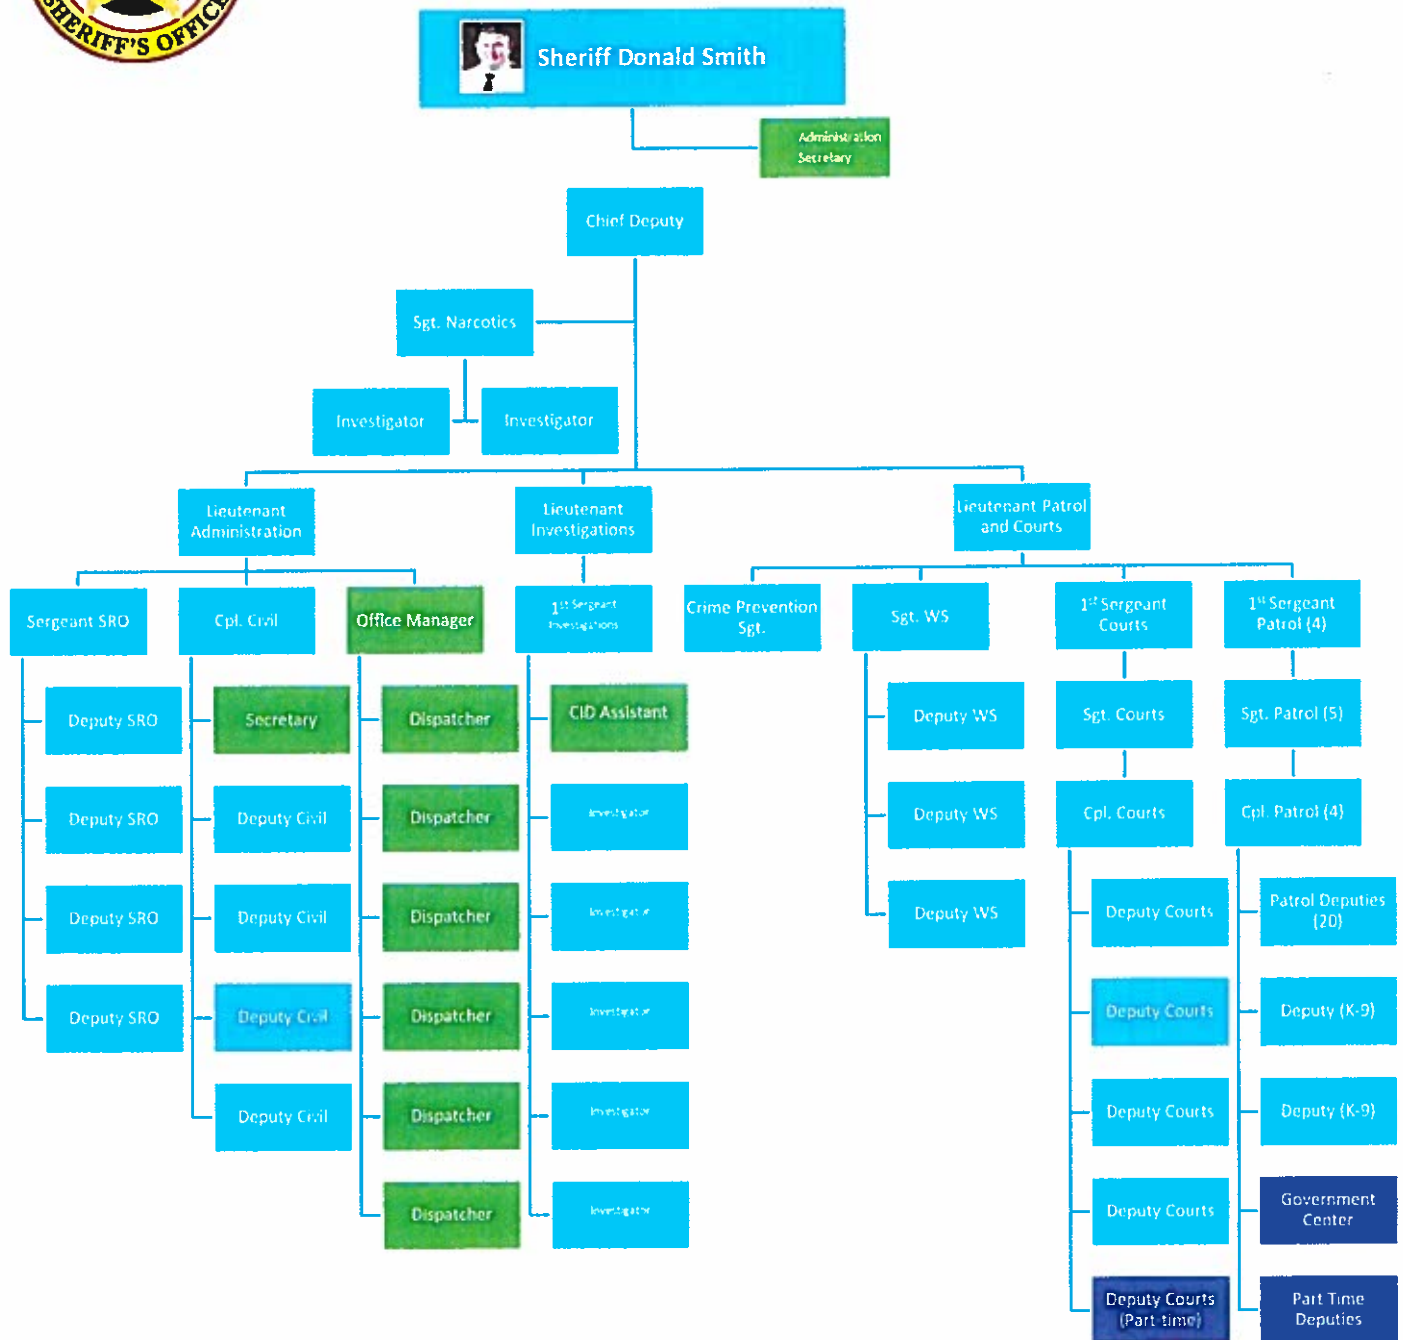 SHERIFF'S OFFICE
Sheriff Donald Smith
Administration
Secretary
Chief Deputy
Sgt. Narcotics
Investigator
Investigator
Lieutenant
Administration
Lieutenant
Investigations
Lieutenant Patrol
and Courts
Sergeant SRO
Cpl. Civil
Office Manager
1st Sergeant
Investigations
Crime Prevention
Sgt.
Sgt. WS
1st Sergeant
Courts
1st Sergeant
Patrol (4)
Deputy SRO
Secretary
Dispatcher
CID Assistant
Deputy WS
Sgt. Courts
Sgt. Patrol (5)
Deputy SRO
Deputy Civil
Dispatcher
Investigator
Deputy WS
Cpl. Courts
Cpl. Patrol (4)
Deputy SRO
Deputy Civil
Dispatcher
Investigator
Deputy WS
Deputy Courts
Patrol Deputies
(20)
Deputy SRO
Deputy Civil
Dispatcher
Investigator
Deputy Courts
Deputy (K-9)
Deputy Civil
Dispatcher
Investigator
Deputy Courts
Deputy (K-9)
Dispatcher
Investigator
Deputy Courts
Government
Center
Deputy Courts
(Part-time)
Part Time
Deputies